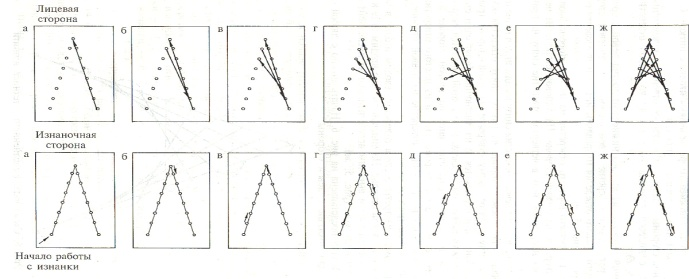 Лицевая
сторона
а б в г д е ж
Изнаночная
сторона
а б в г д е ж
Начало работы
с изнанки